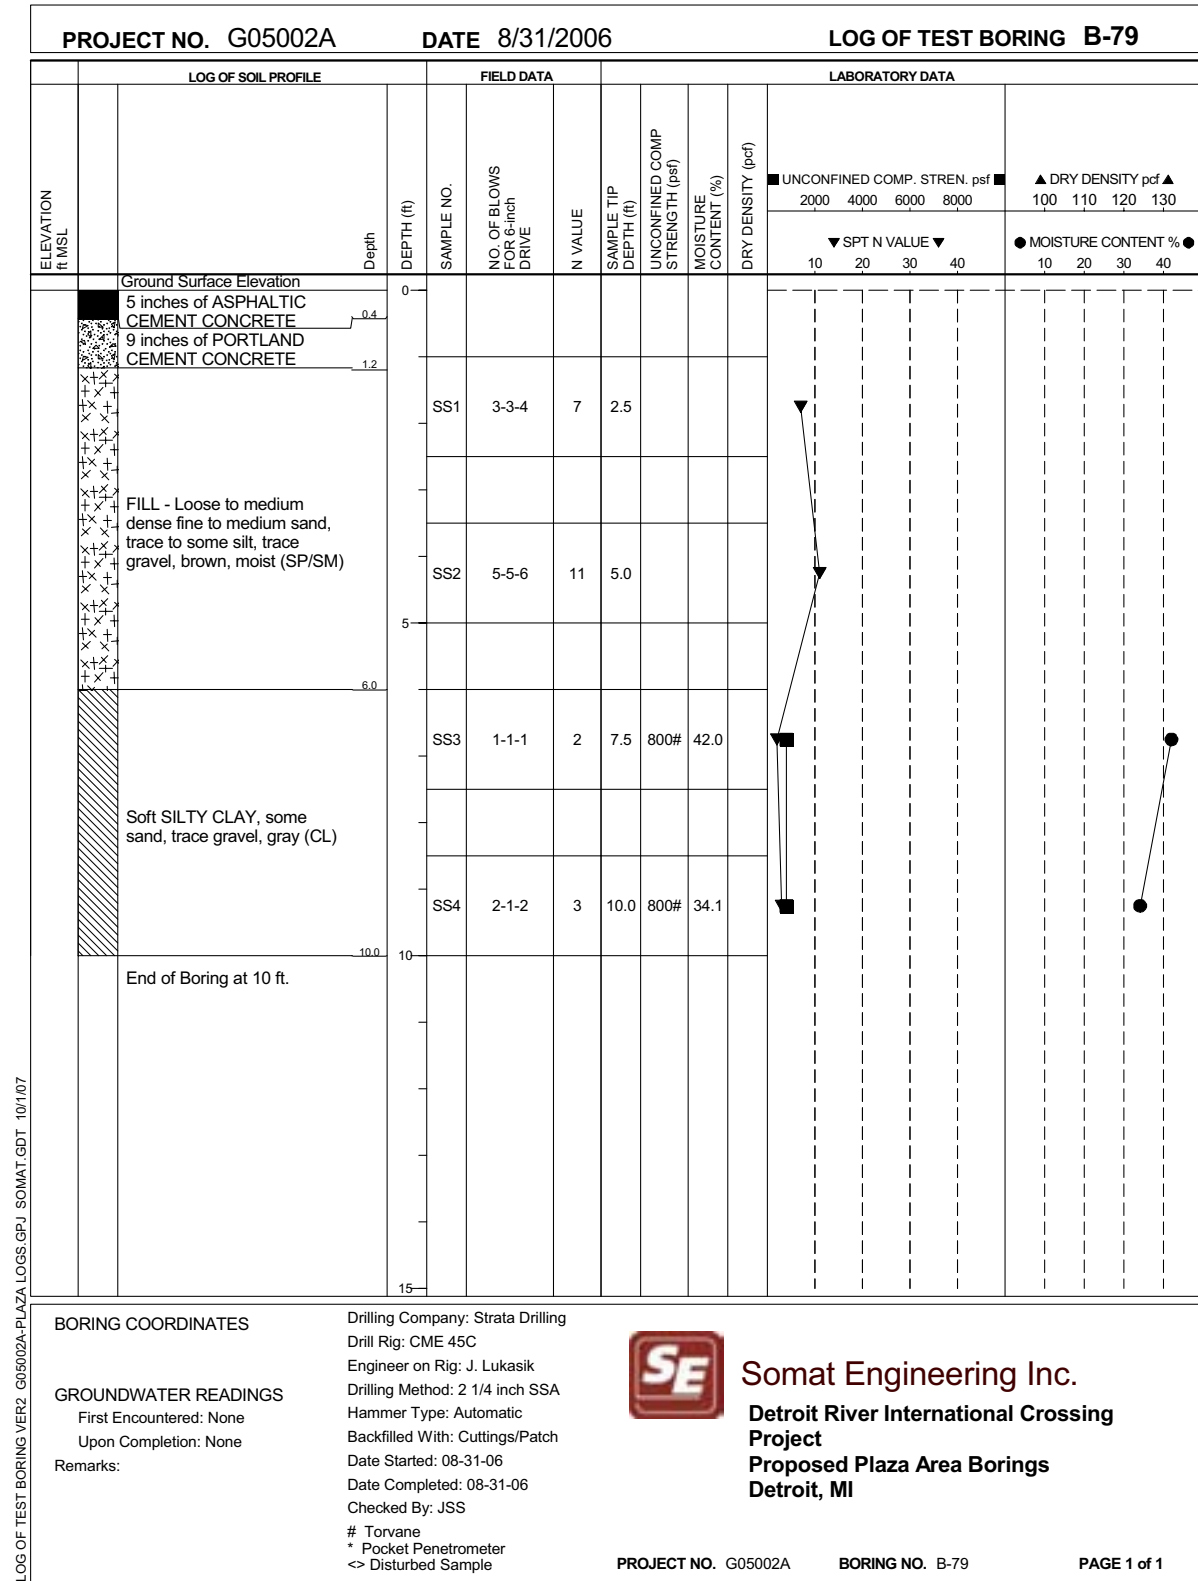 PROJECT NO. G05002A DATE 8/31/2006 LOG OF TEST BORING B-79
LOG OF SOIL PROFILE FIELD DATA LABORATORY DATA
ELEVATION
ft MSL
Depth
DEPTH (ft)
SAMPLE NO.
NO. OF BLOWS
FOR 6-inch
DRIVE
N VALUE
SAMPLE TIP
DEPTH (ft)
UNCONFINED COMP
STRENGTH (psf)
MOISTURE
CONTENT (%)
DRY DENSITY (pcf)
■ UNCONFINED COMP. STREN. psf ■
2000 4000 6000 8000
▼ SPT N VALUE ▼
10 20 30 40
▲ DRY DENSITY pcf ▲
100 110 120 130
● MOISTURE CONTENT % ●
10 20 30 40
Ground Surface Elevation
0
5 inches of ASPHALTIC
CEMENT CONCRETE
0.4
9 inches of PORTLAND
CEMENT CONCRETE
1.2
SS1 3-3-4 7 2.5
FILL - Loose to medium
dense fine to medium sand,
trace to some silt, trace
gravel, brown, moist (SP/SM)
SS2 5-5-6 11 5.0
5
6.0
SS3 1-1-1 2 7.5 800# 42.0
Soft SILTY CLAY, some
sand, trace gravel, gray (CL)
SS4 2-1-2 3 10.0 800# 34.1
10.0
10
End of Boring at 10 ft.
15
BORING COORDINATES
GROUNDWATER READINGS
First Encountered: None
Upon Completion: None
Remarks:
Drilling Company: Strata Drilling
Drill Rig: CME 45C
Engineer on Rig: J. Lukasik
Drilling Method: 2 1/4 inch SSA
Hammer Type: Automatic
Backfilled With: Cuttings/Patch
Date Started: 08-31-06
Date Completed: 08-31-06
Checked By: JSS
# Torvane
* Pocket Penetrometer
<> Disturbed Sample
SE
Somat Engineering Inc.
Detroit River International Crossing
Project
Proposed Plaza Area Borings
Detroit, MI
PROJECT NO. G05002A BORING NO. B-79 PAGE 1 of 1
LOG OF TEST BORING VER2 G05002A-PLAZA LOGS.GPJ SOMAT.GDT 10/1/07